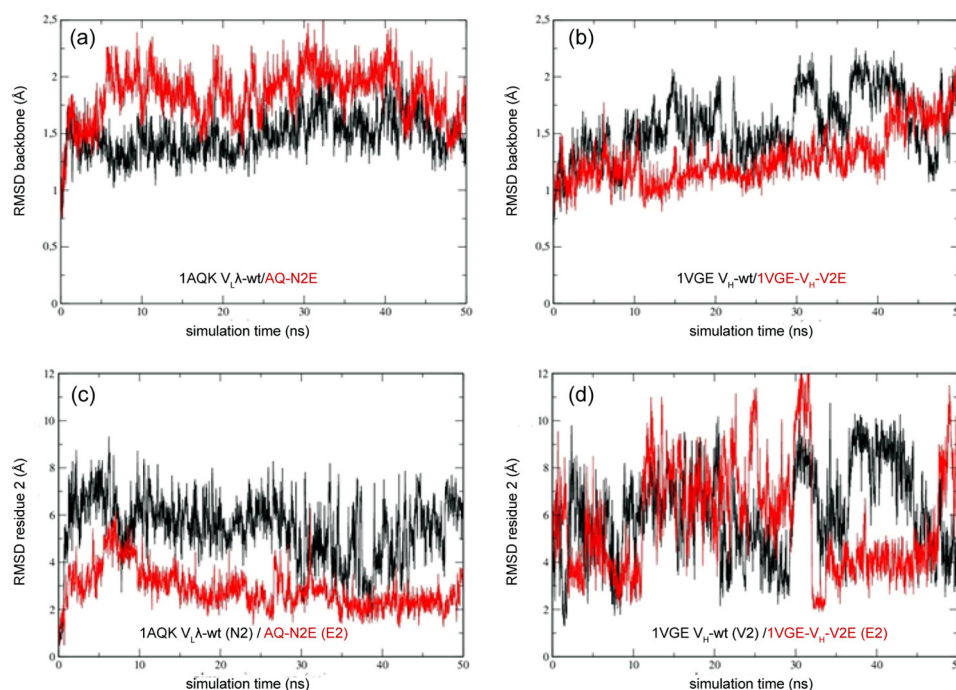 (a)
RMSD backbone (Å)
2,5
2
1,5
1
0,5
0
1AQK VLλ-wt/AQ-N2E
0 10 20 30 40 50
simulation time (ns)
(b)
RMSD backbone (Å)
2,5
2
1,5
1
0,5
0
1VGE VH-wt/1VGE-VH-V2E
0 10 20 30 40 50
simulation time (ns)
(c)
RMSD residue 2 (Å)
12
10
8
6
4
2
0
1AQK VLλ-wt (N2) / AQ-N2E (E2)
0 10 20 30 40 50
simulation time (ns)
(d)
RMSD residue 2 (Å)
12
10
8
6
4
2
0
1VGE VH-wt (V2) /1VGE-VH-V2E (E2)
0 10 20 30 40 50
simulation time (ns)